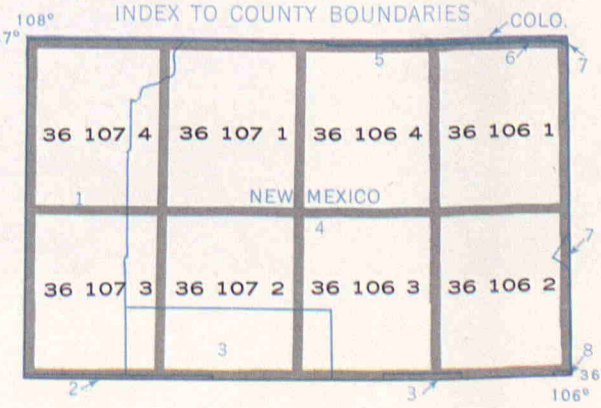 INDEX TO COUNTY BOUNDARIES
108° COLO.
7°
5 6 7
36 107 4 36 107 1 36 106 4 36 106 1
1 NEW MEXICO
4 7
36 107 3 36 107 2 36 106 3 36 106 2
3 8
36
2 3 106°